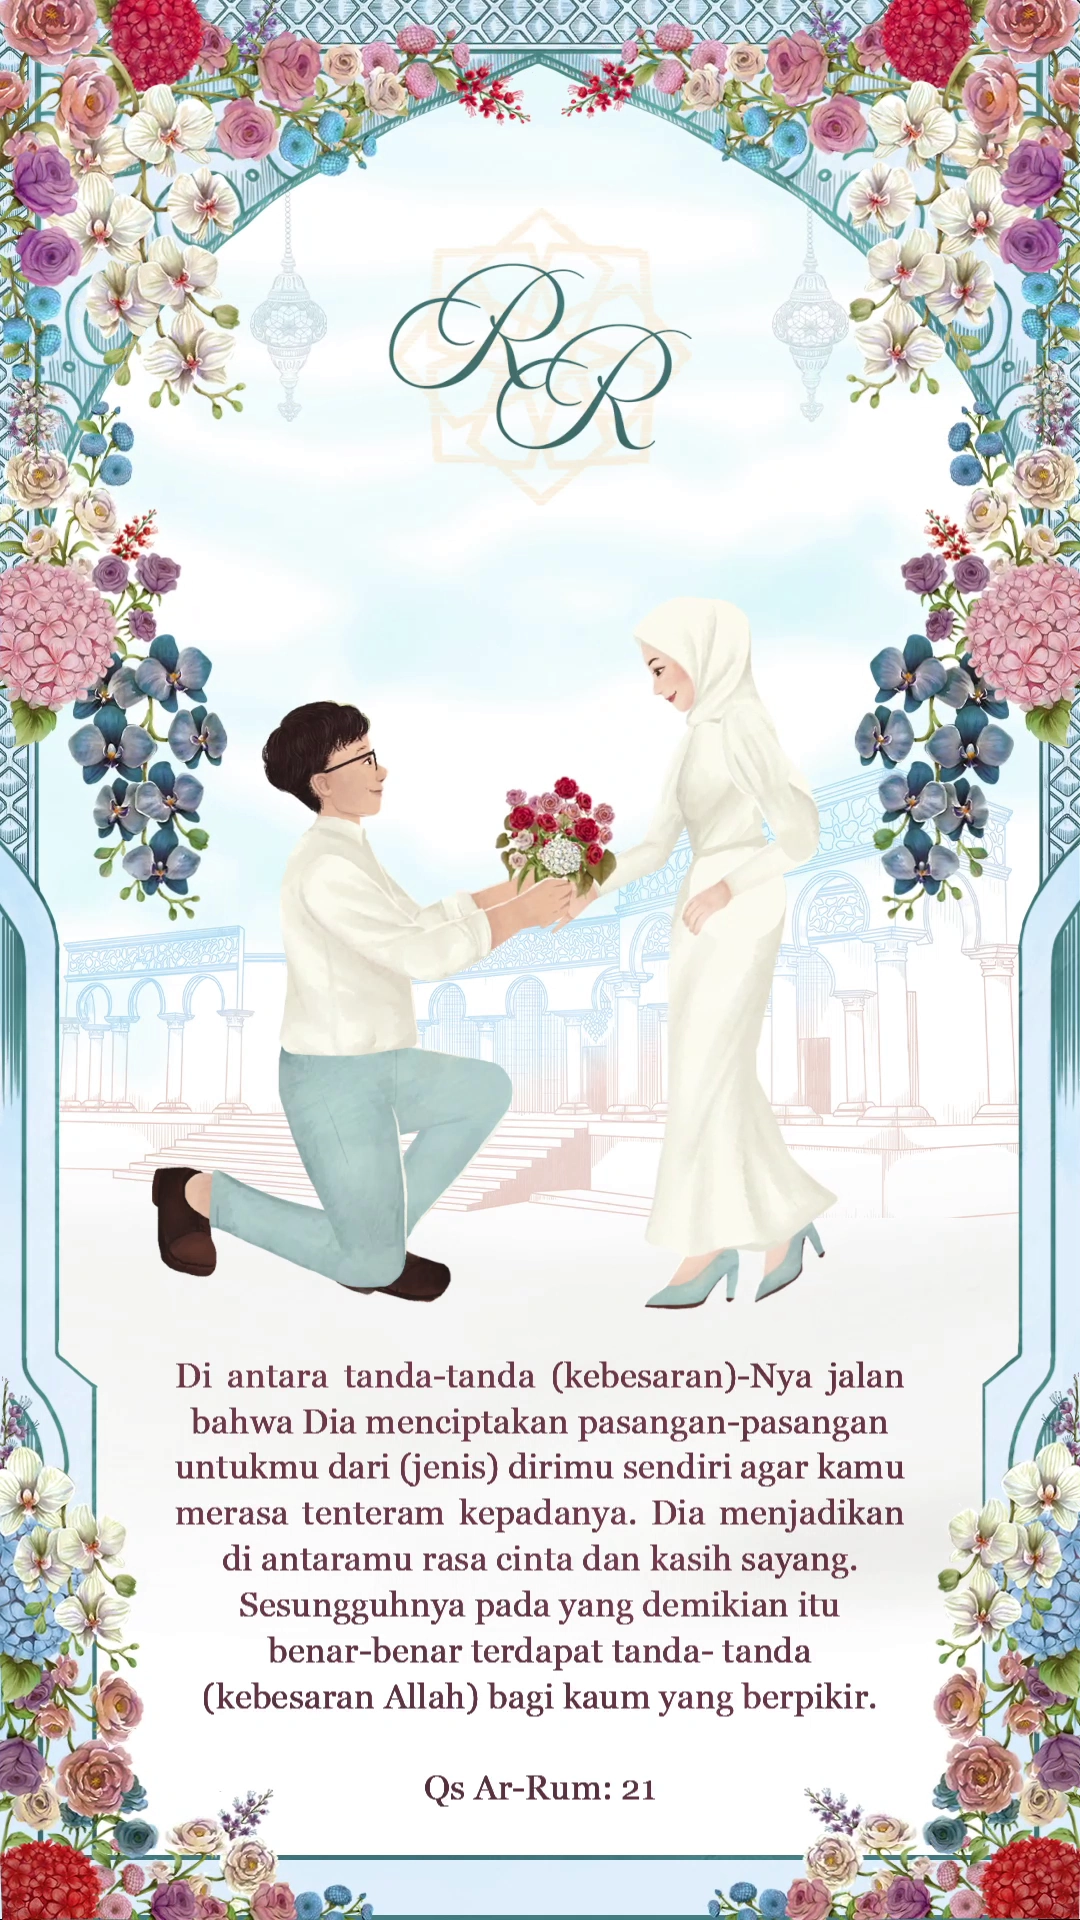 RR
Di antara tanda-tanda (kebesaran)-Nya jalan
bahwa Dia menciptakan pasangan-pasangan
untukmu dari (jenis) dirimu sendiri agar kamu
merasa tenteram kepadanya. Dia menjadikan
di antaramu rasa cinta dan kasih sayang.
Sesungguhnya pada yang demikian itu
benar-benar terdapat tanda- tanda
(kebesaran Allah) bagi kaum yang berpikir.
Qs Ar-Rum: 21